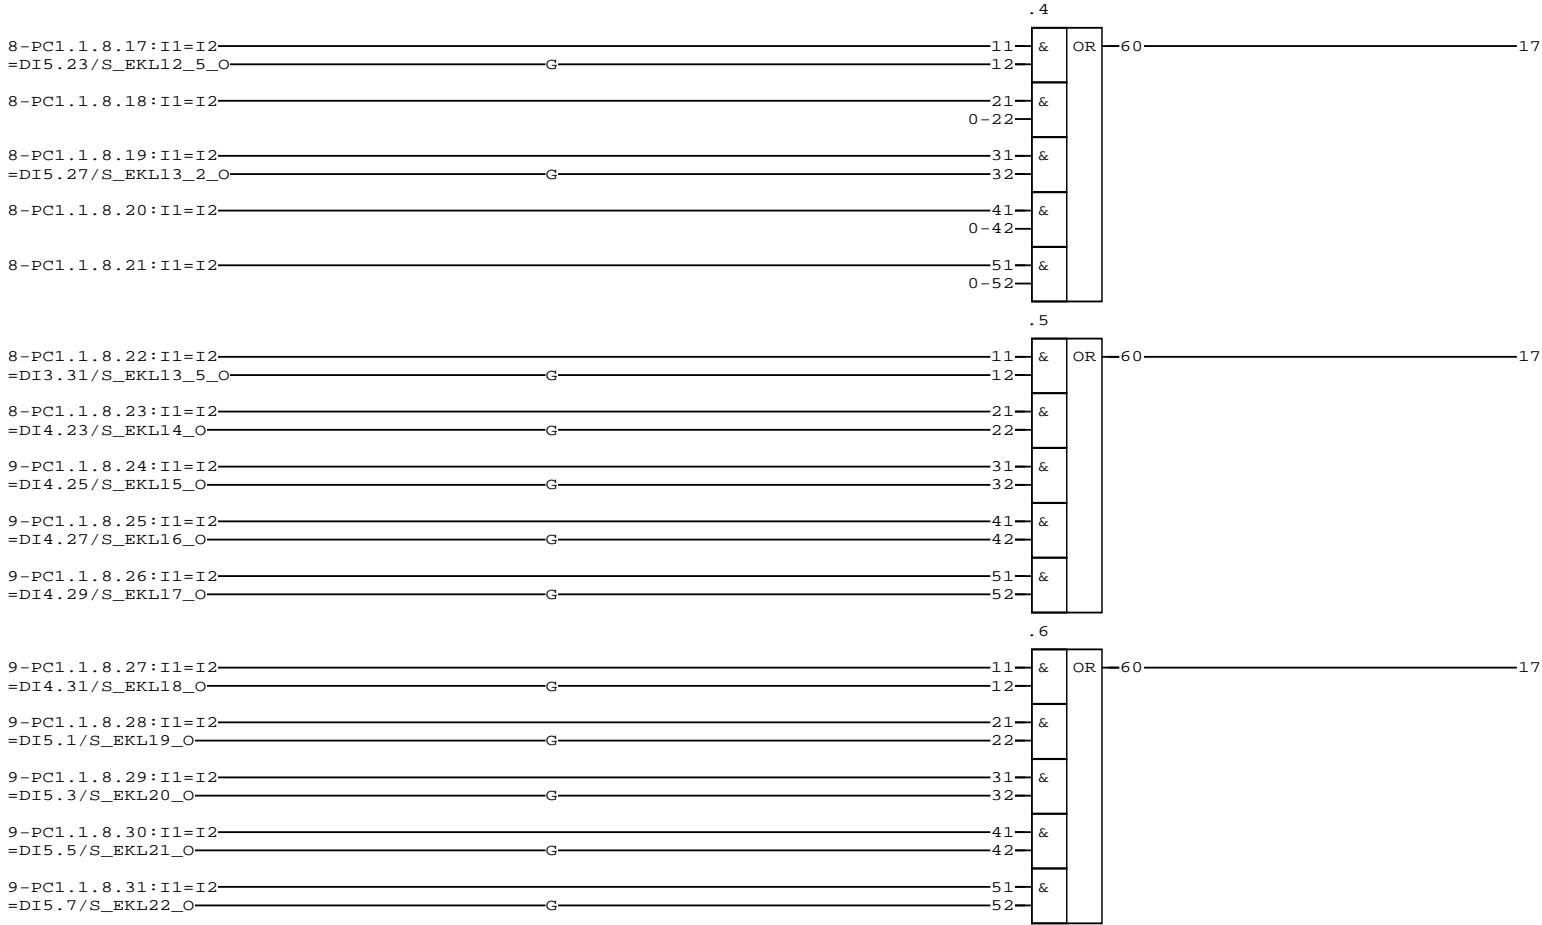 .4
8-PC1.1.8.17:I1=I2 11 & OR 60 17
=DI5.23/S_EKL12_5_O G 12
8-PC1.1.8.18:I1=I2 21 &
0-22
8-PC1.1.8.19:I1=I2 31 &
=DI5.27/S_EKL13_2_O G 32
8-PC1.1.8.20:I1=I2 41 &
0-42
8-PC1.1.8.21:I1=I2 51 &
0-52
.5
8-PC1.1.8.22:I1=I2 11 & OR 60 17
=DI3.31/S_EKL13_5_O G 12
8-PC1.1.8.23:I1=I2 21 &
=DI4.23/S_EKL14_O G 22
9-PC1.1.8.24:I1=I2 31 &
=DI4.25/S_EKL15_O G 32
9-PC1.1.8.25:I1=I2 41 &
=DI4.27/S_EKL16_O G 42
9-PC1.1.8.26:I1=I2 51 &
=DI4.29/S_EKL17_O G 52
.6
9-PC1.1.8.27:I1=I2 11 & OR 60 17
=DI4.31/S_EKL18_O G 12
9-PC1.1.8.28:I1=I2 21 &
=DI5.1/S_EKL19_O G 22
9-PC1.1.8.29:I1=I2 31 &
=DI5.3/S_EKL20_O G 32
9-PC1.1.8.30:I1=I2 41 &
=DI5.5/S_EKL21_O G 42
9-PC1.1.8.31:I1=I2 51 &
=DI5.7/S_EKL22_O G 52